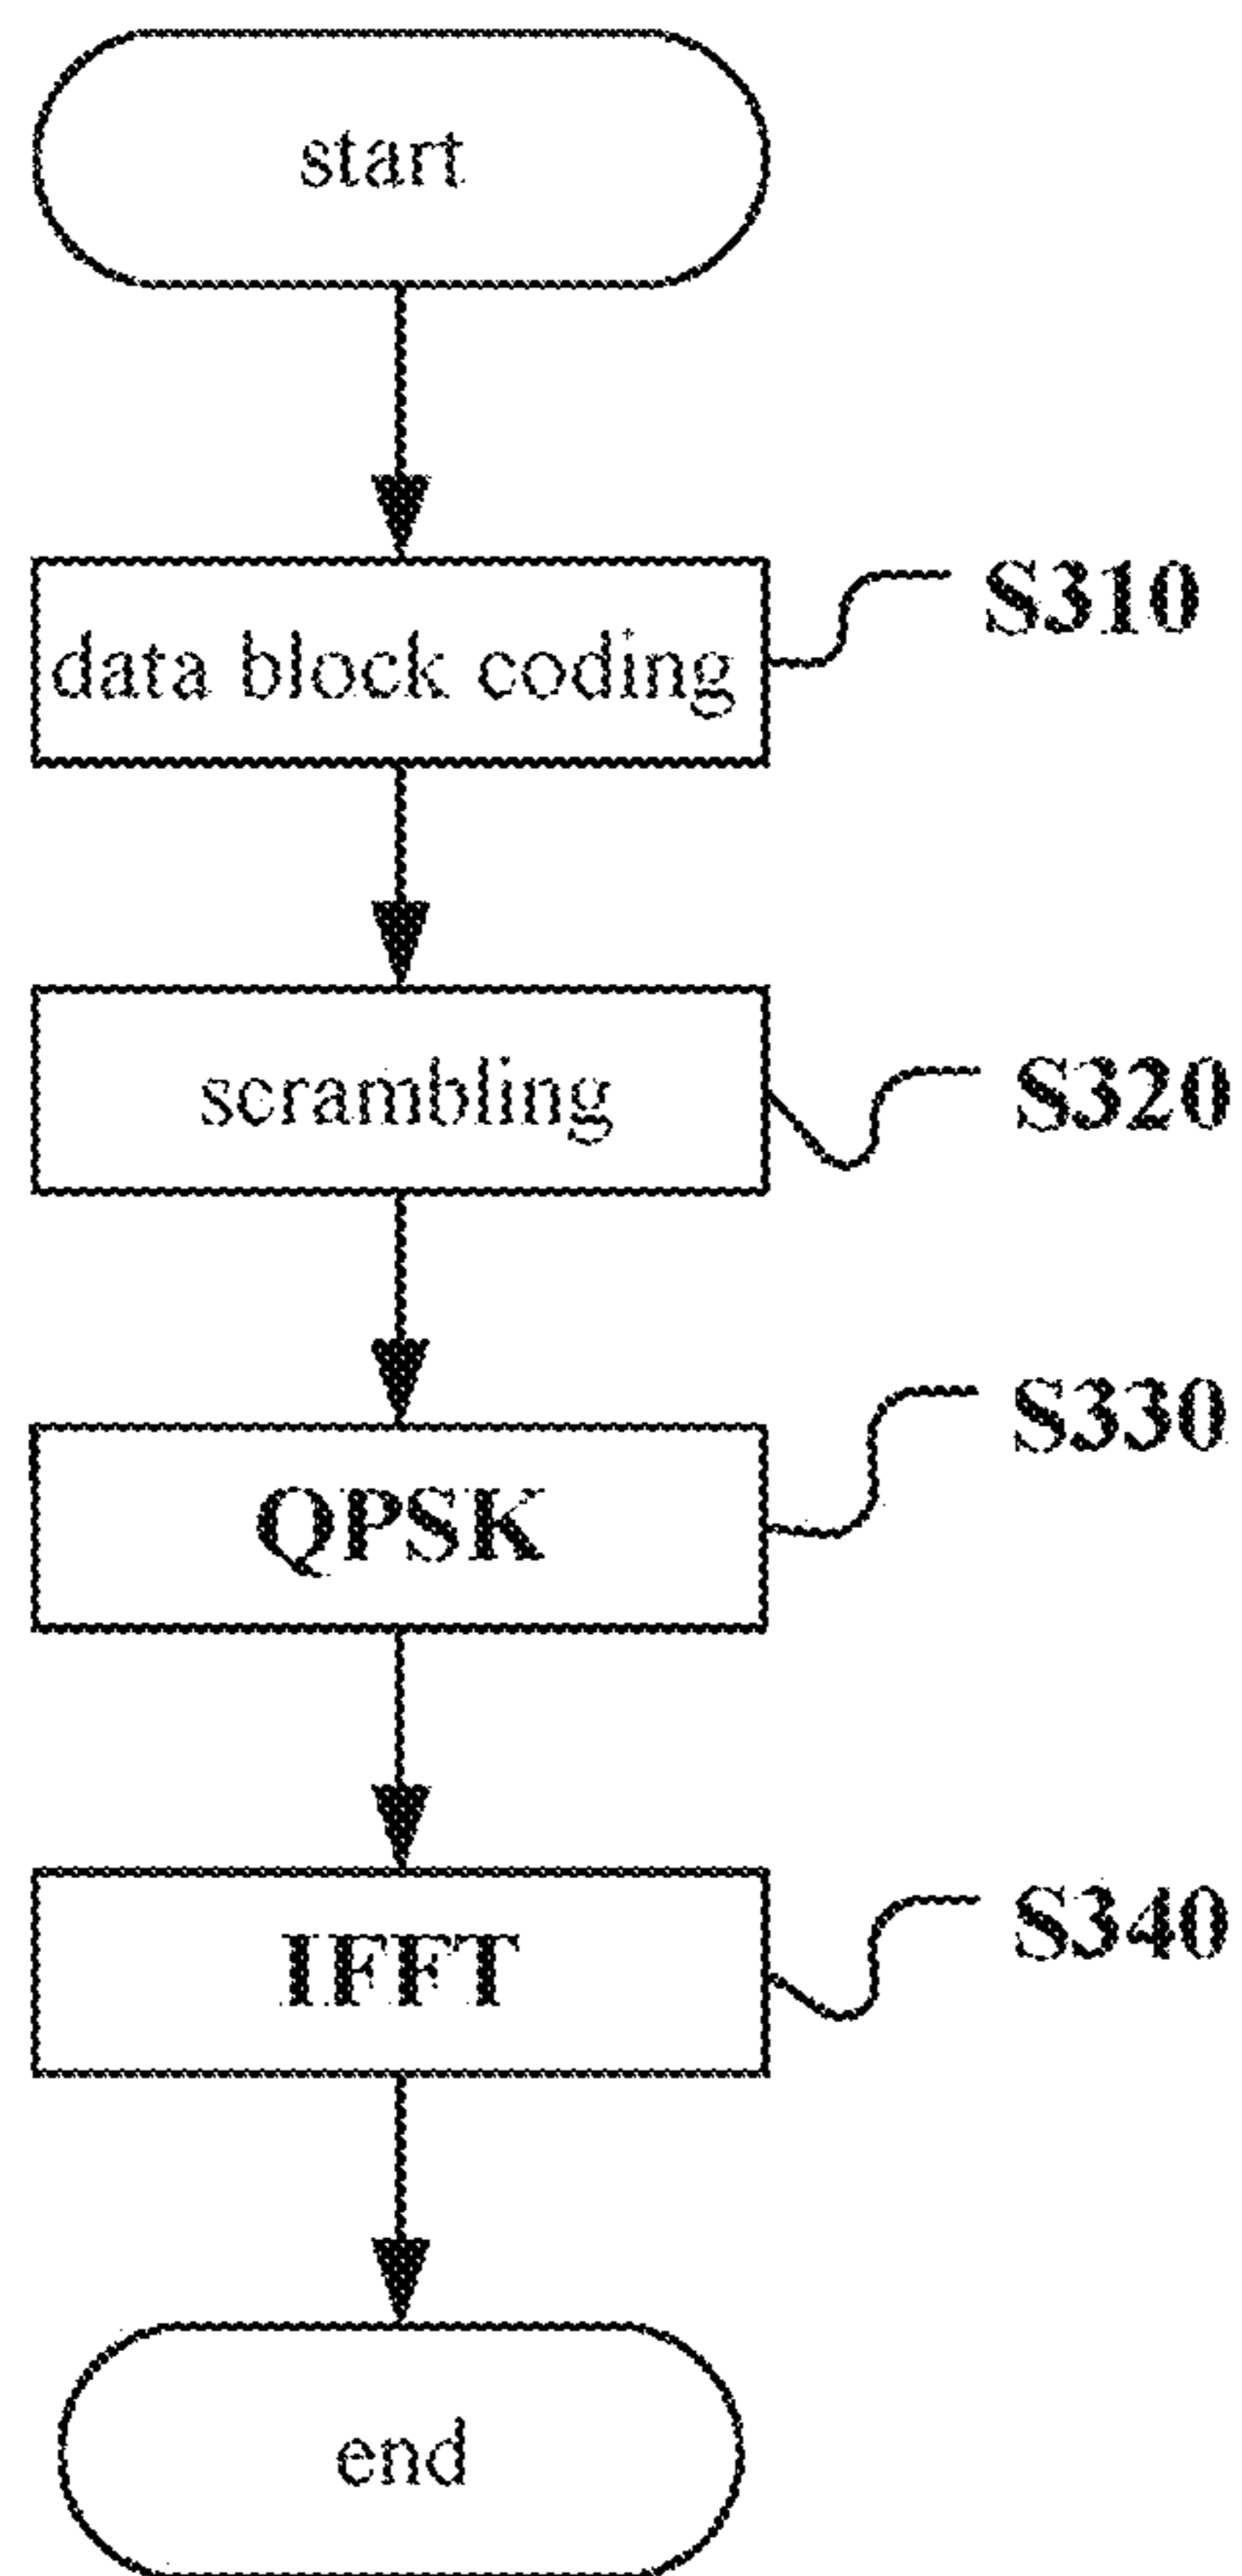 start
data block coding
S310
scrambling
S320
QPSK
S330
IFFT
S340
end